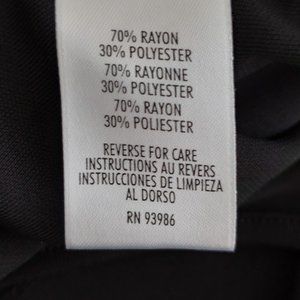 70% RAYON
30% POLYESTER
70% RAYONNE
30% POLYESTER
70% RAYON
30% POLIESTER
REVERSE FOR CARE
INSTRUCTIONS AU REVERS
INSTRUCCIONES DE LIMPIEZA
AL DORSO
RN 93986